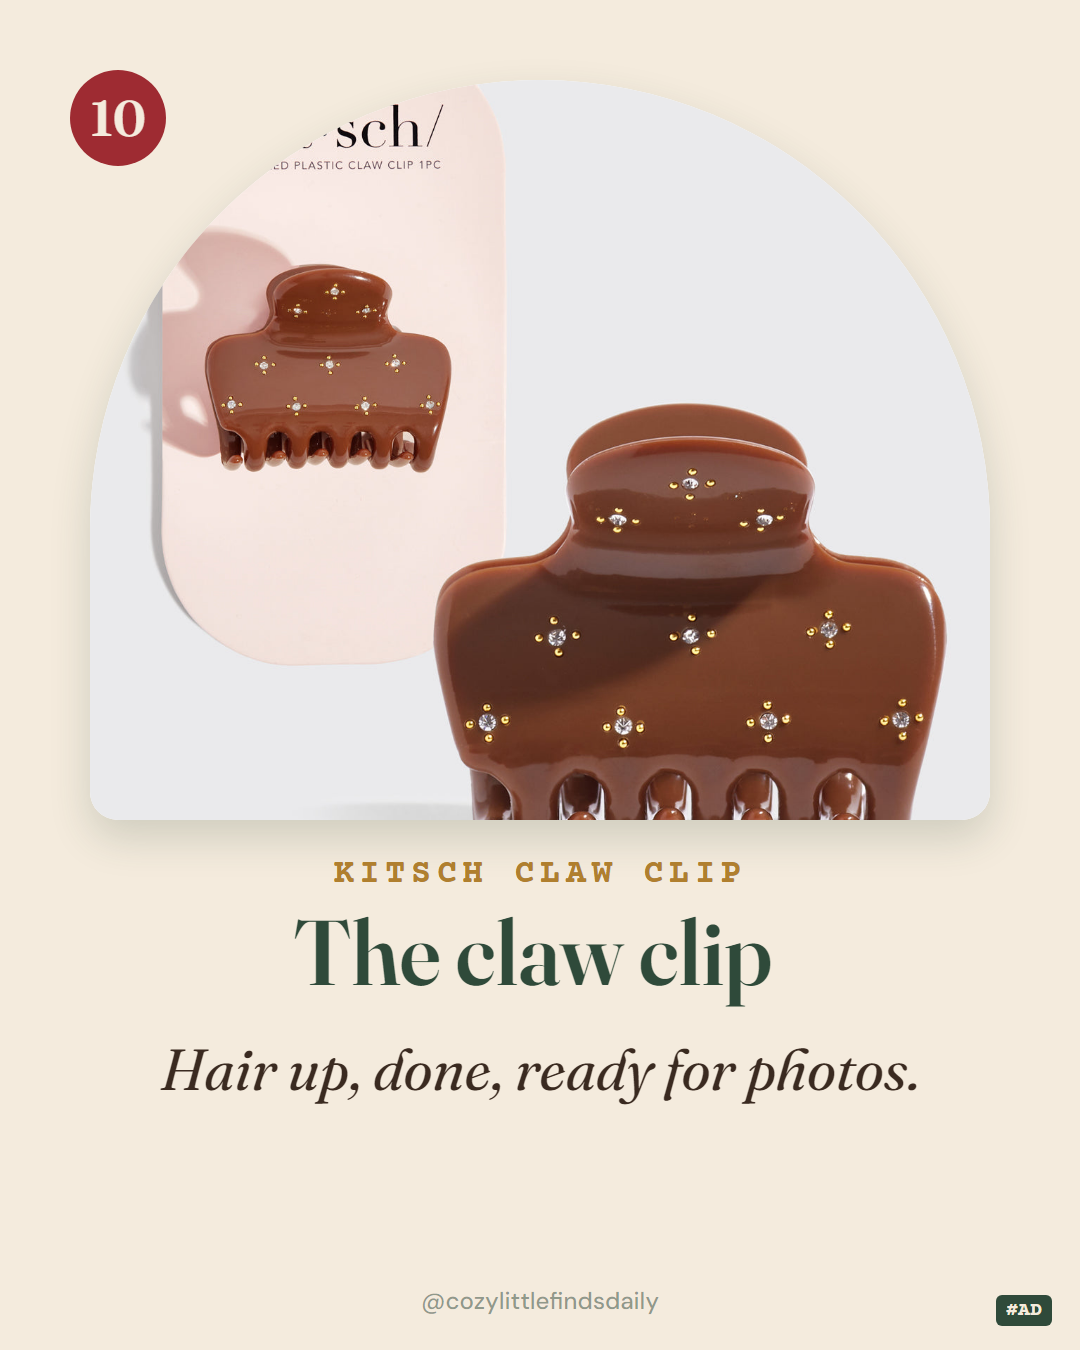 10
sch/
ED PLASTIC CLAW CLIP 1PC
KITSCH CLAW CLIP
The claw clip
Hair up, done, ready for photos.
@cozylittlefindsdaily
#AD